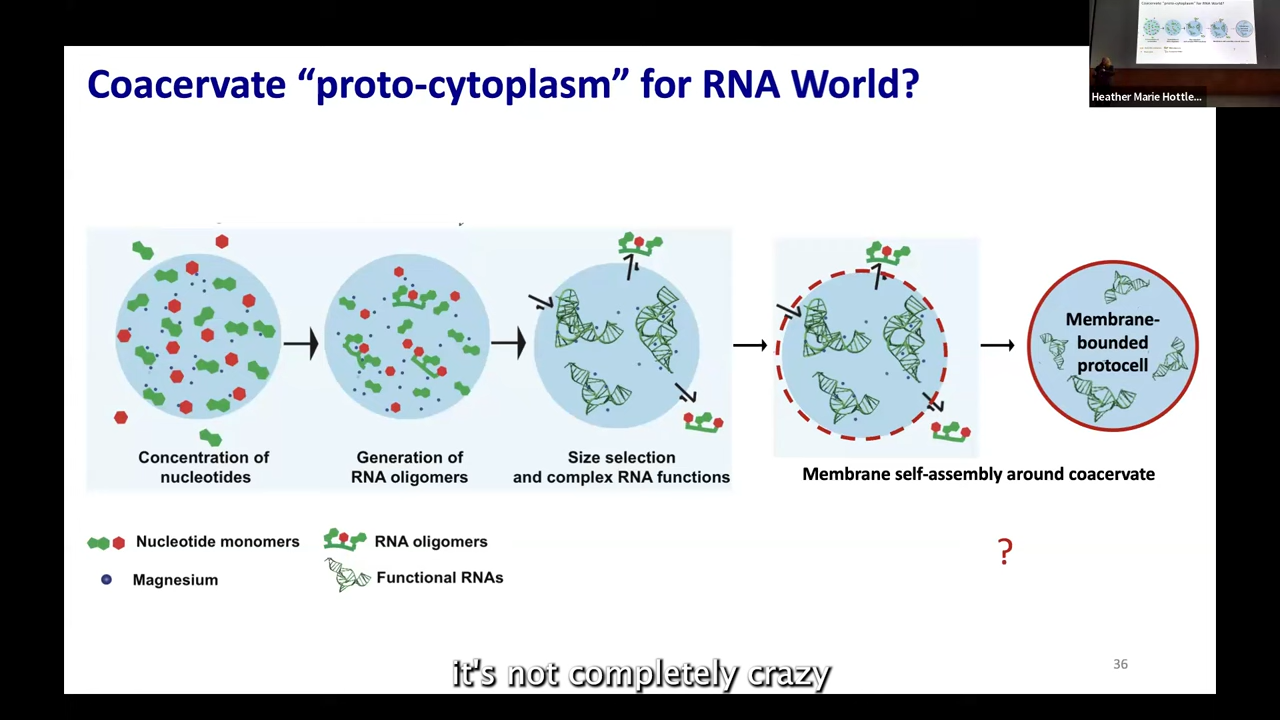 Coacervate “proto-cytoplasm” for RNA World?
Heather Marie Hottle...
Membrane-
bounded
protocell
Concentration of
nucleotides
Generation of
RNA oligomers
Size selection
and complex RNA functions
Membrane self-assembly around coacervate
Nucleotide monomers
RNA oligomers
Magnesium
Functional RNAs
?
36
it's not completely crazy